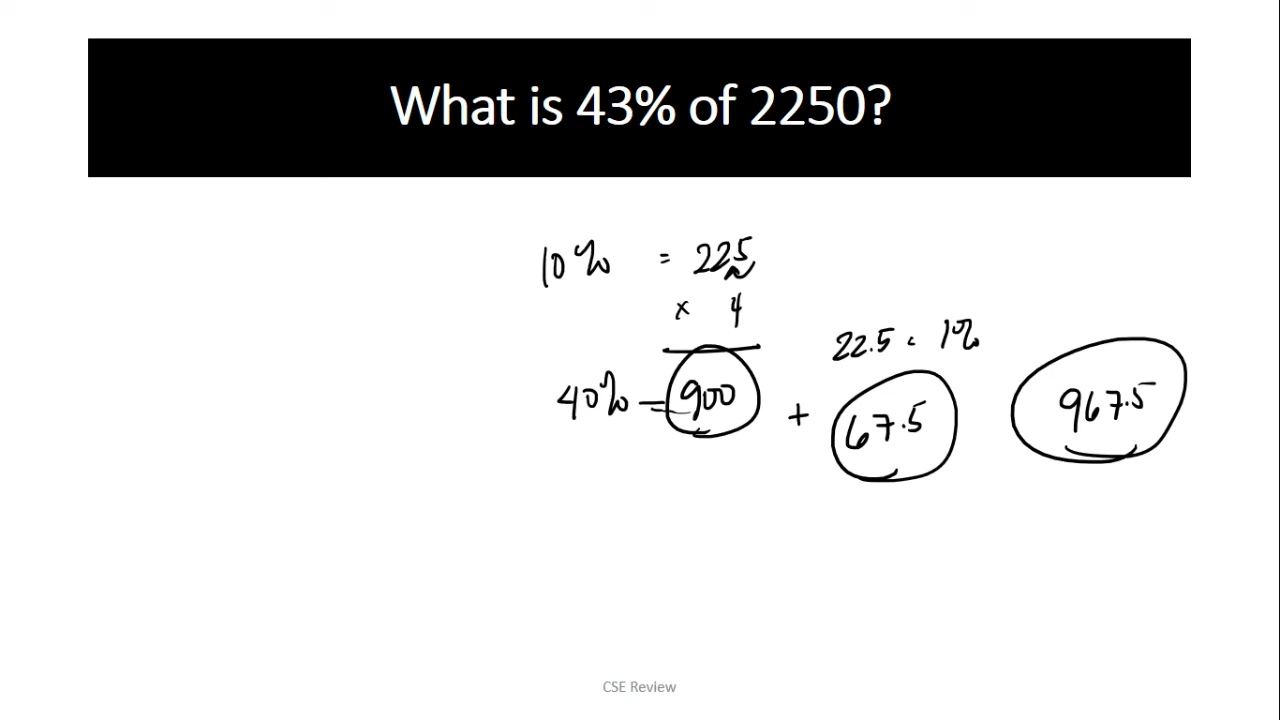 What is 43% of 2250?
10% = 225
x 4
22.5 = 1%
40% = 900 + 67.5
967.5
CSE Review